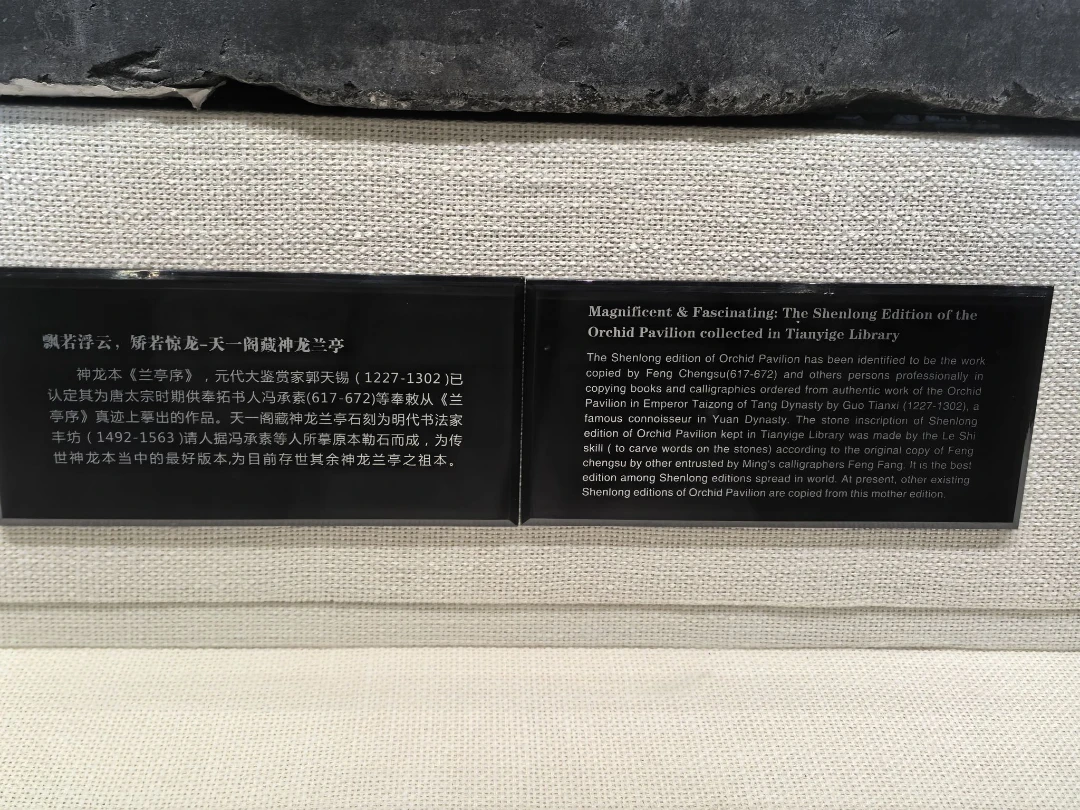 飘若浮云，矫若惊龙-天一阁藏神龙兰亭
神龙本《兰亭序》，元代大鉴赏家郭天锡（1227-1302)已
认定其为唐太宗时期供奉拓书人冯承素(617-672)等奉敕从《兰
亭序》真迹上摹出的作品。天一阁藏神龙兰亭石刻为明代书法家
丰坊（1492-1563)请人据冯承素等人所摹原本勒石而成，为传
世神龙本当中的最好版本,为目前存世其余神龙兰亭之祖本。
Magnificent & Fascinating: The Shenlong Edition of the
Orchid Pavilion collected in Tianyige Library
The Shenlong edition of Orchid Pavilion has been identified to be the work
copied by Feng Chengsu(617-672) and others persons professionally in
copying books and calligraphics ordered from authentic work of the Orchid
Pavilion in Emperor Taizong of Tang Dynasty by Guo Tianxi (1227-1302), a
famous connoisseur in Yuan Dynasty. The stone inscription of Shenlong
edition of Orchid Pavilion kept in Tianyige Library was made by the Le Shi
skill ( to carve words on the stones) according to the original copy of Feng
chengsu by other entrusted by Ming's calligraphers Feng Fang. It is the best
edition among Shenlong editions spread in world. At present, other existing
Shenlong editions of Orchid Pavilion are copied from this mother edition.